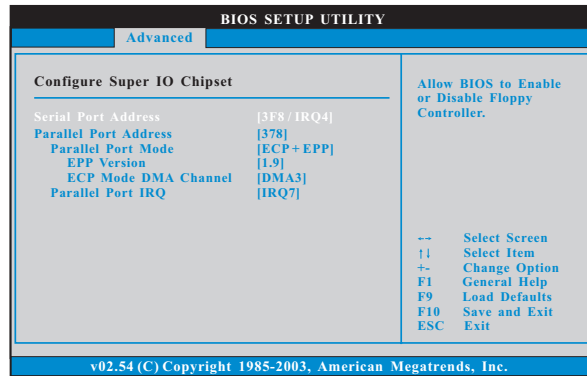 BIOS SETUP UTILITY
Advanced
Configure Super IO Chipset
Serial Port Address [3F8 / IRQ4]
Parallel Port Address [378]
Parallel Port Mode [ECP + EPP]
EPP Version [1.9]
ECP Mode DMA Channel [DMA3]
Parallel Port IRQ [IRQ7]
Allow BIOS to Enable
or Disable Floppy
Controller.
←→ Select Screen
↑↓ Select Item
+- Change Option
F1 General Help
F9 Load Defaults
F10 Save and Exit
ESC Exit
v02.54 (C) Copyright 1985-2003, American Megatrends, Inc.